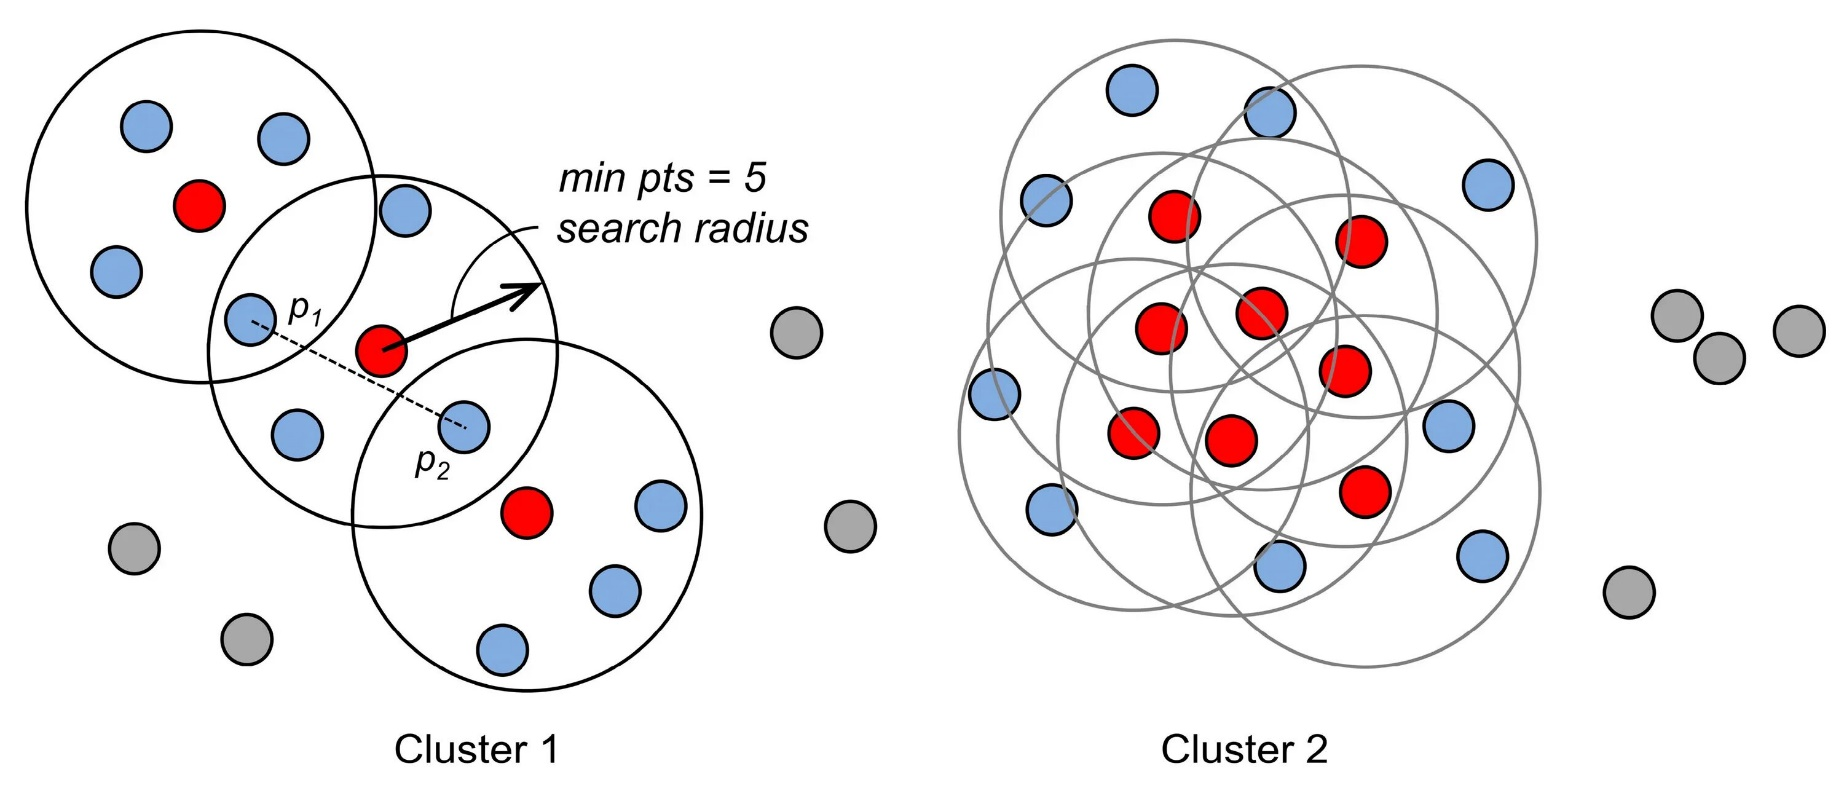 min pts = 5
search radius
p1
p2
Cluster 1
Cluster 2